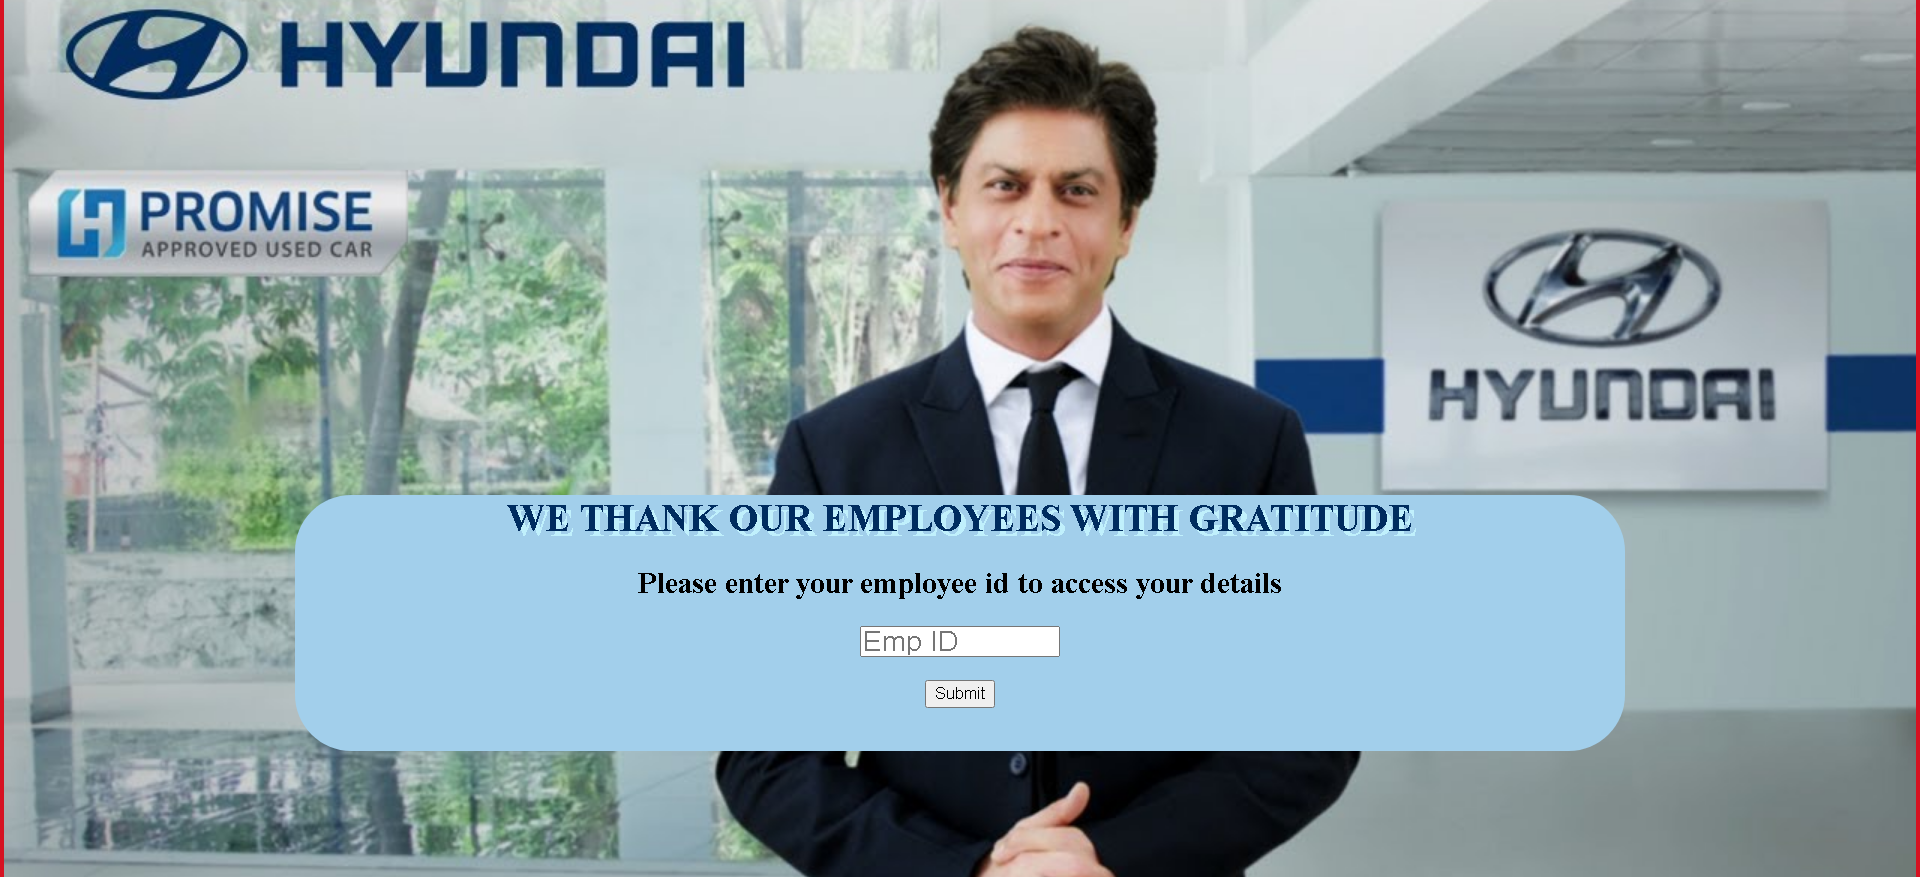 HYUNDAI
PROMISE
APPROVED USED CAR
HYUNDAI
WE THANK OUR EMPLOYEES WITH GRATITUDE
Please enter your employee id to access your details
Emp ID
Submit